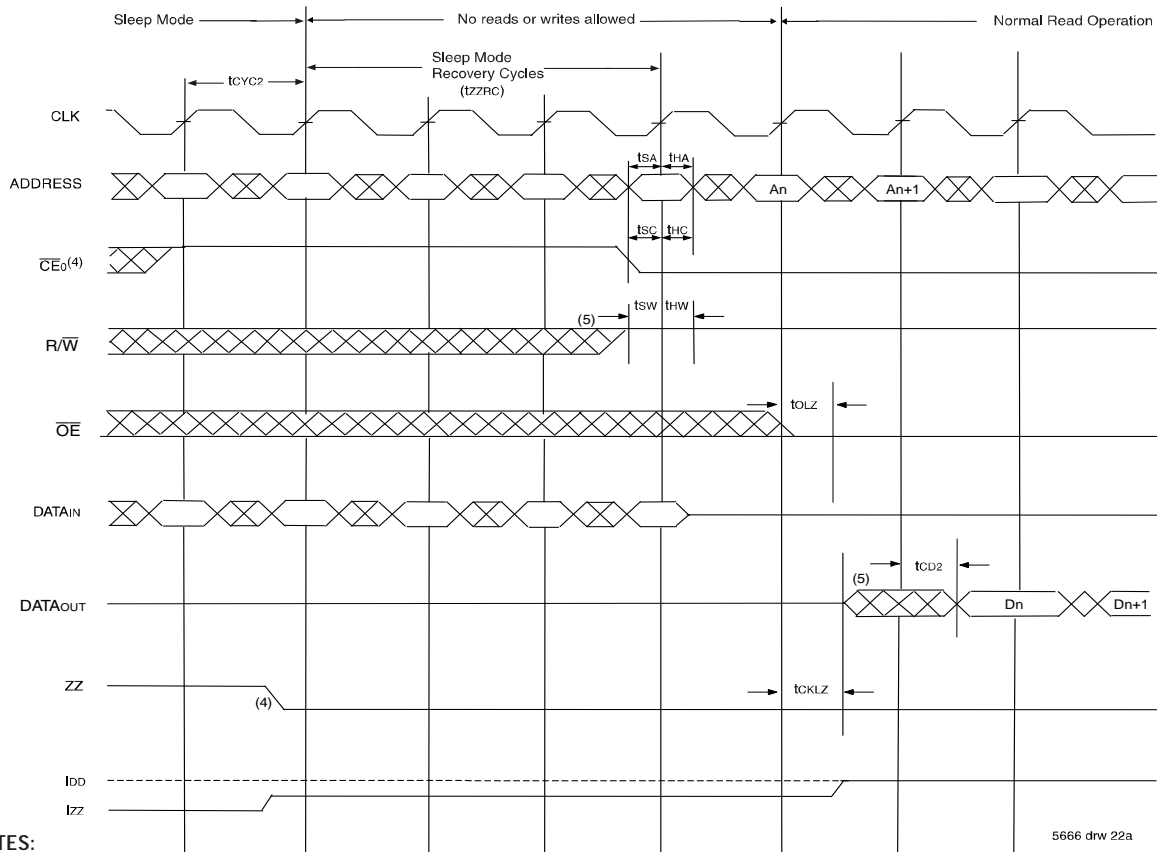 Sleep Mode
No reads or writes allowed
Normal Read Operation
Sleep Mode
Recovery Cycles
(tZZRC)
tCYC2
CLK
tSA tHA
ADDRESS
An
An+1
tSC tHC
CE0(4)
tSW tHW
(5)
R/W
tOLZ
OE
DATAIN
(5)
tCD2
DATAOUT
Dn
Dn+1
ZZ
(4)
tCKLZ
IDD
IZZ
5666 drw 22a
TES: